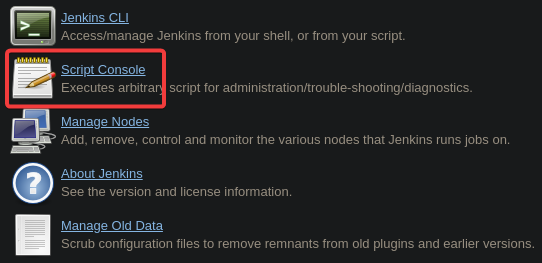 Jenkins CLI
Access/manage Jenkins from your shell, or from your script.
Script Console
Executes arbitrary script for administration/trouble-shooting/diagnostics.
Manage Nodes
Add, remove, control and monitor the various nodes that Jenkins runs jobs on.
About Jenkins
See the version and license information.
Manage Old Data
Scrub configuration files to remove remnants from old plugins and earlier versions.